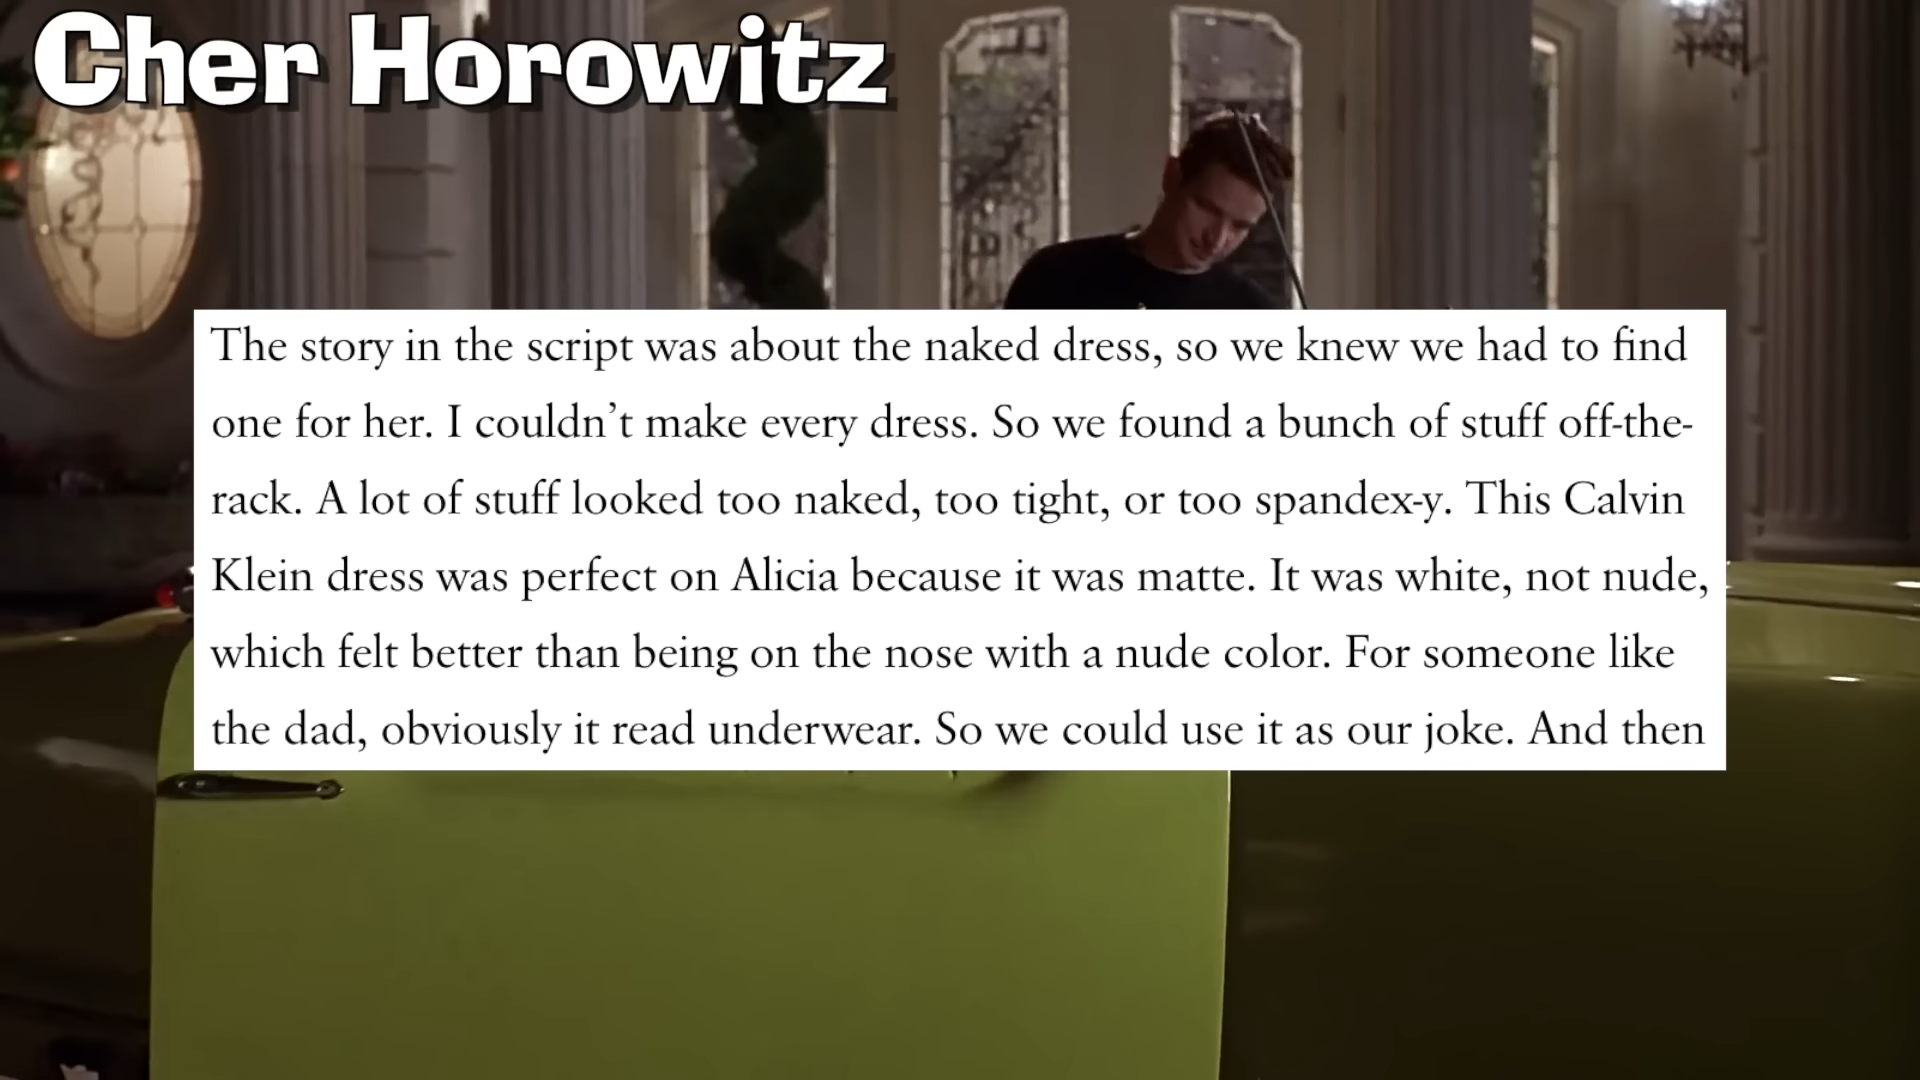 Cher Horowitz
The story in the script was about the naked dress, so we knew we had to find
one for her. I couldn’t make every dress. So we found a bunch of stuff off-the-
rack. A lot of stuff looked too naked, too tight, or too spandex-y. This Calvin
Klein dress was perfect on Alicia because it was matte. It was white, not nude,
which felt better than being on the nose with a nude color. For someone like
the dad, obviously it read underwear. So we could use it as our joke. And then